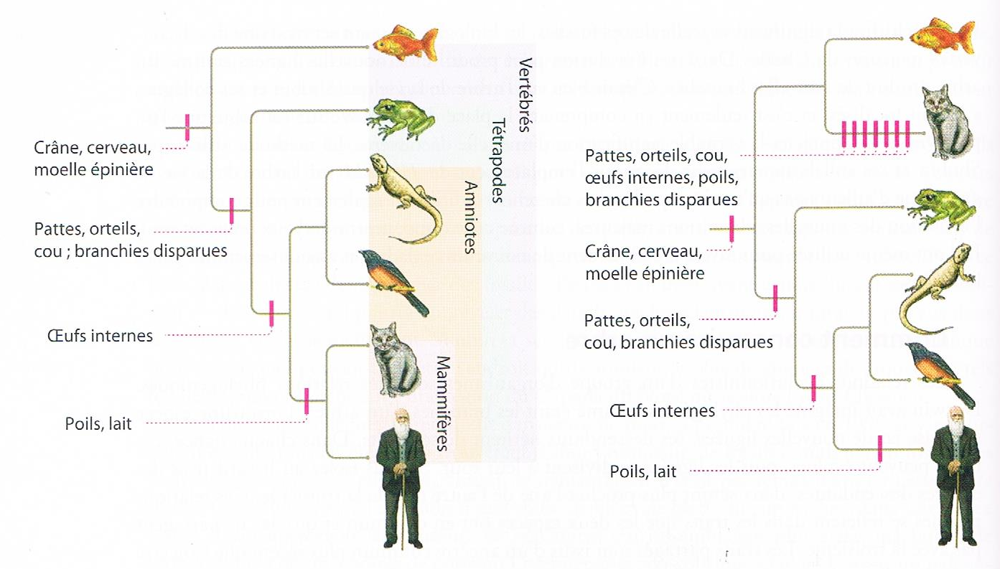 Crâne, cerveau,
moelle épinière
Pattes, orteils,
cou ; branchies disparues
Œufs internes
Poils, lait
Vertébrés
Tétrapodes
Amniotes
Mammifères
Pattes, orteils, cou,
œufs internes, poils,
branchies disparues
Crâne, cerveau,
moelle épinière
Pattes, orteils,
cou, branchies disparues
Œufs internes
Poils, lait